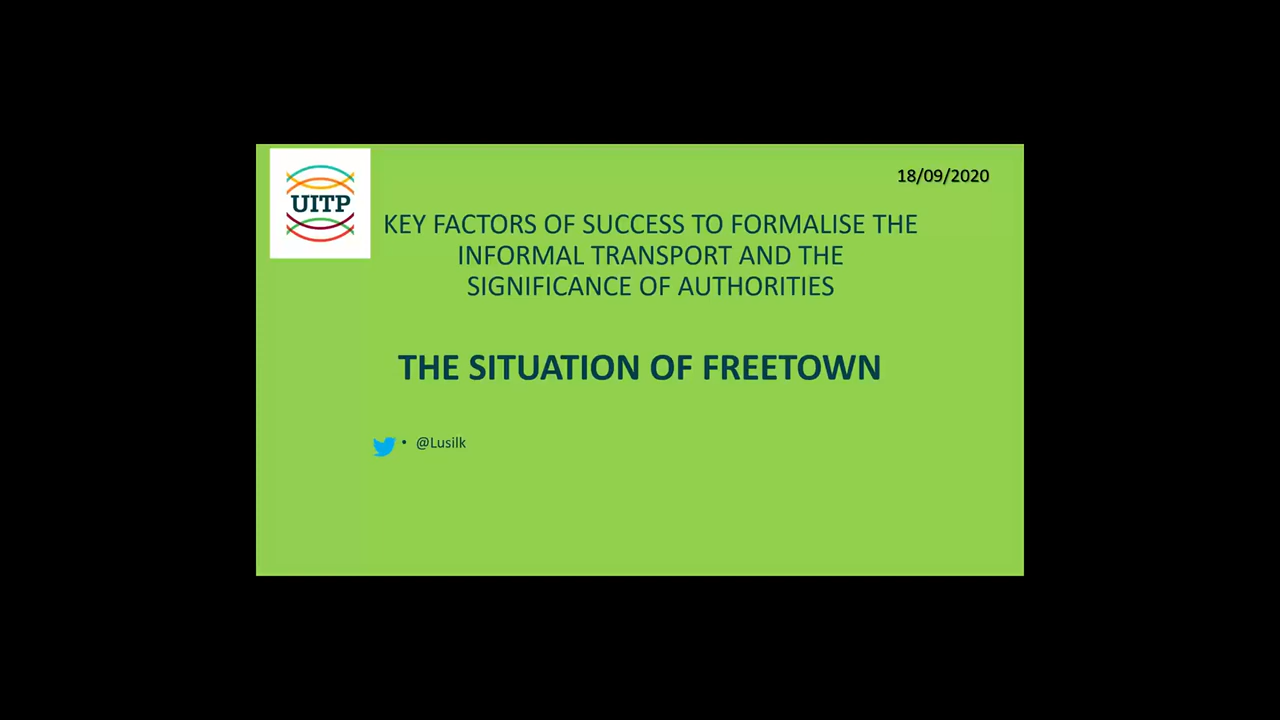 UITP
18/09/2020
KEY FACTORS OF SUCCESS TO FORMALISE THE
INFORMAL TRANSPORT AND THE
SIGNIFICANCE OF AUTHORITIES
THE SITUATION OF FREETOWN
• @Lusilk